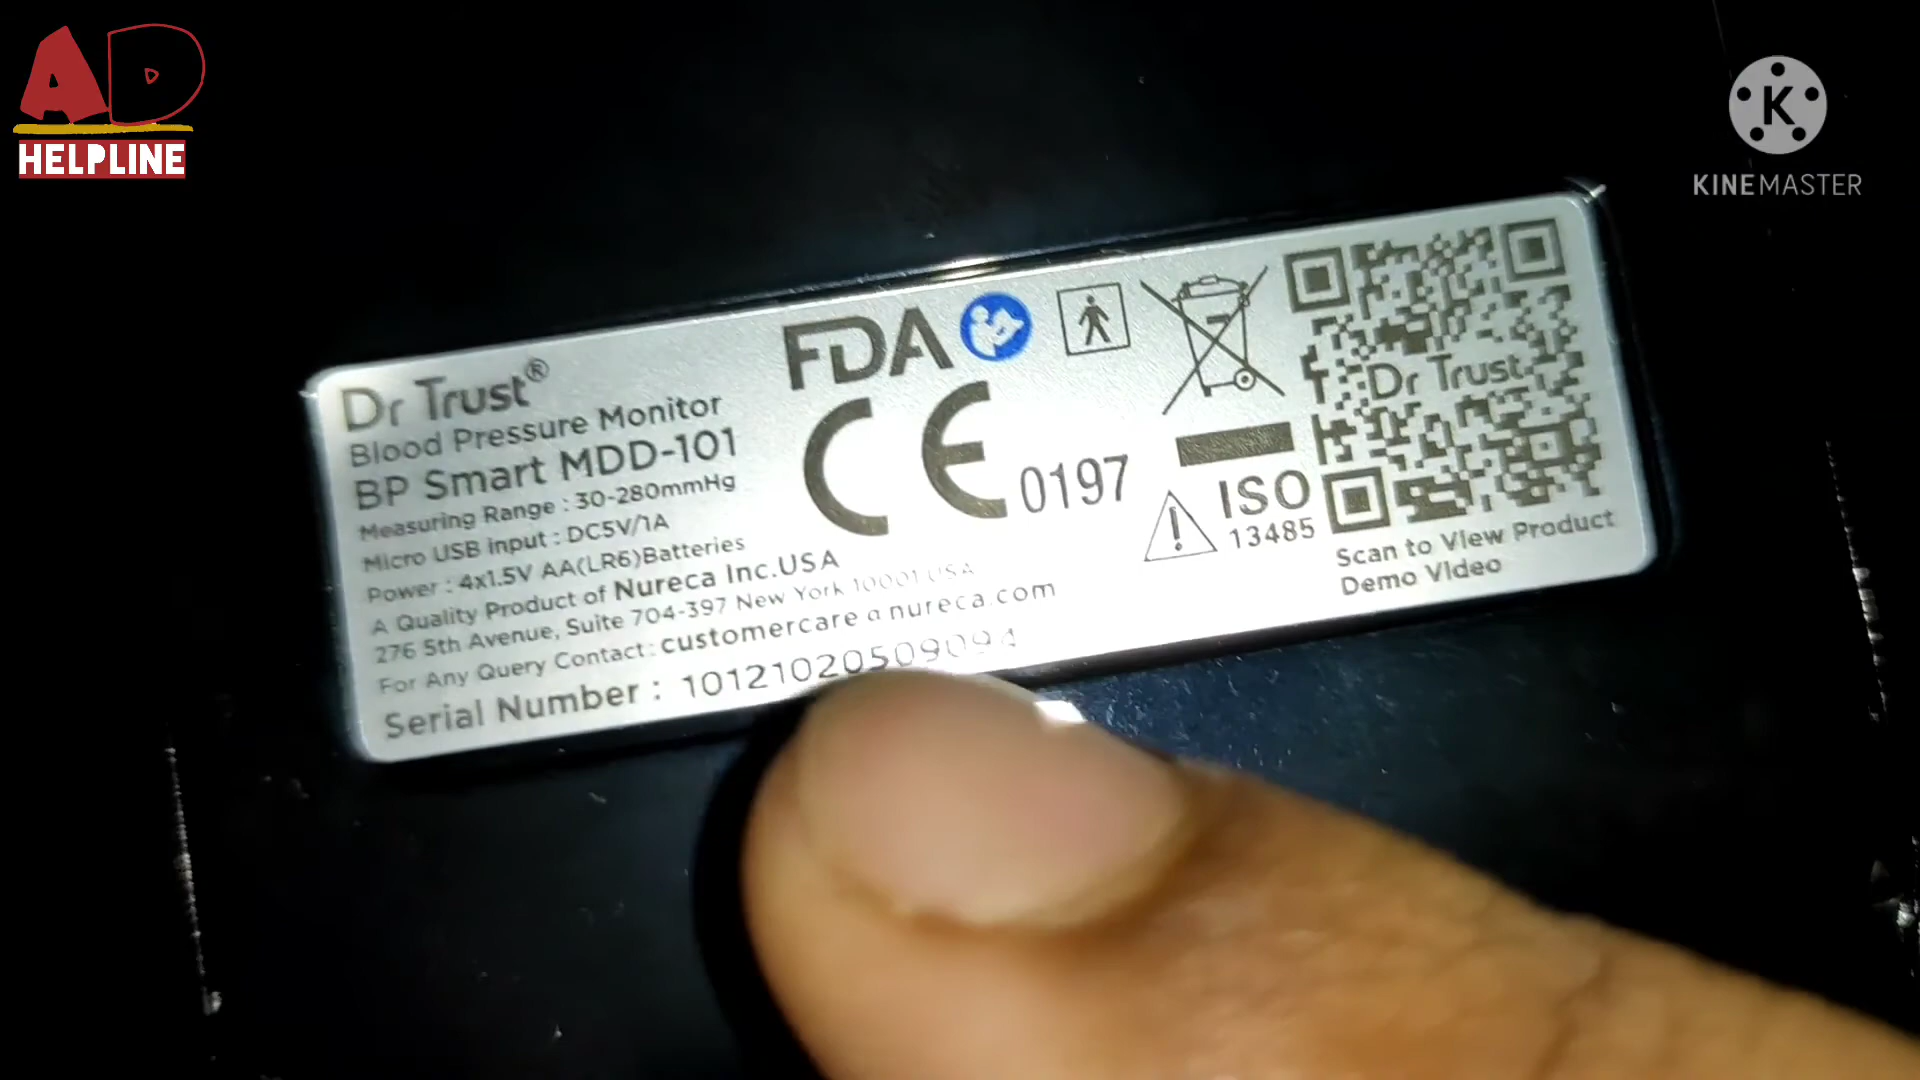 AD
HELPLINE
K
KINEMASTER
Dr Trust®
Blood Pressure Monitor
BP Smart MDD-101
Measuring Range : 30-280mmHg
Micro USB input : DC5V/1A
Power : 4x1.5V AA(LR6)Batteries
A Quality Product of Nureca Inc.USA
276 5th Avenue, Suite 704-397 New York 10001 USA
For Any Query Contact: customercare@nureca.com
Serial Number : 10121020509094
FDA
CE 0197
ISO
13485
Dr Trust
Scan to View Product
Demo Video